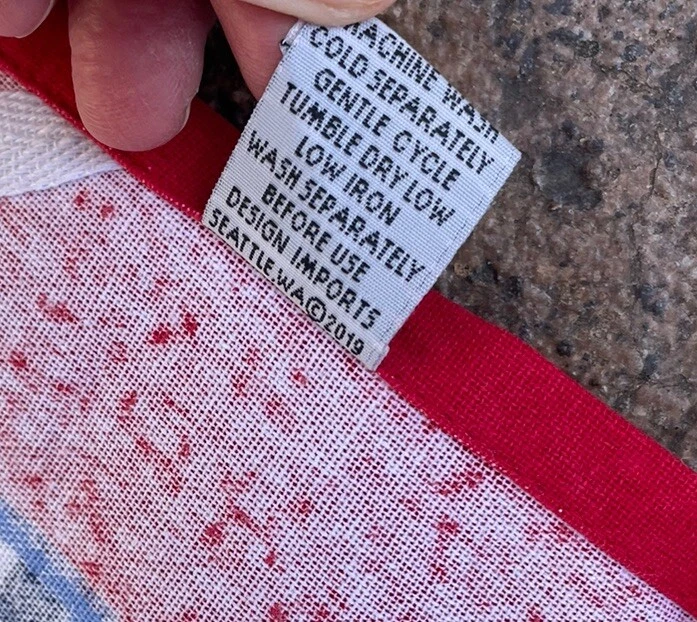 MACHINE WASH
COLD SEPARATELY
GENTLE CYCLE
TUMBLE DRY LOW
LOW IRON
WASH SEPARATELY
BEFORE USE
DESIGN IMPORTS
SEATTLE WA©2019